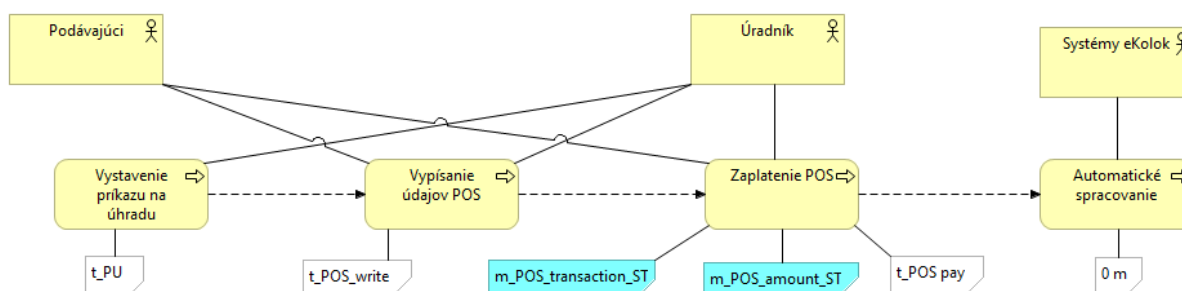 Podávajúci
Úradník
Systémy eKolok
Vystavenie
príkazu na
úhradu
Vypísanie
údajov POS
Zaplatenie POS
Automatické
spracovanie
t_PU
t_POS_write
m_POS_transaction_ST
m_POS_amount_ST
t_POS pay
0 m